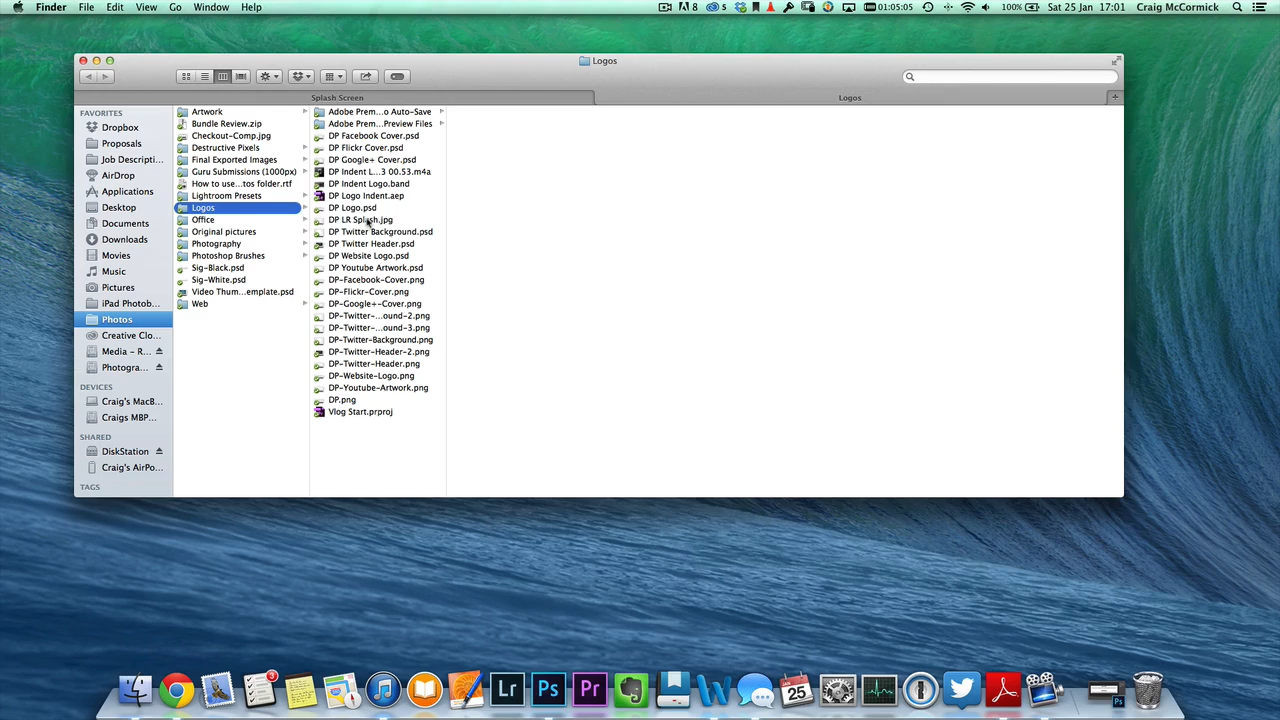 Finder File Edit View Go Window Help 8 S 01:05:05 100% Sat 25 Jan 17:01 Craig McCormick
Logos
Splash Screen Logos +
FAVORITES
Dropbox
Proposals
Job Descripti...
AirDrop
Applications
Desktop
Documents
Downloads
Movies
Music
Pictures
iPad Photob...
Photos
Creative Clo...
Media – R...
Photogra...
DEVICES
Craig's MacB...
Craigs MBP...
SHARED
DiskStation
Craig's AirPo...
TAGS
Artwork
Bundle Review.zip
Checkout-Comp.jpg
Destructive Pixels
Final Exported Images
Guru Submissions (1000px)
How to use...tos folder.rtf
Lightroom Presets
Logos
Office
Original pictures
Photography
Photoshop Brushes
Sig-Black.psd
Sig-White.psd
Video Thum...emplate.psd
Web
Adobe Prem...o Auto-Save
Adobe Prem...Preview Files
DP Facebook Cover.psd
DP Flickr Cover.psd
DP Google+ Cover.psd
DP Indent L...3 00.53.m4a
DP Indent Logo.band
DP Logo Indent.aep
DP Logo.psd
DP LR Splash.jpg
DP Twitter Background.psd
DP Twitter Header.psd
DP Website Logo.psd
DP Youtube Artwork.psd
DP-Facebook-Cover.png
DP-Flickr-Cover.png
DP-Google+-Cover.png
DP-Twitter-...ound-2.png
DP-Twitter-...ound-3.png
DP-Twitter-Background.png
DP-Twitter-Header-2.png
DP-Twitter-Header.png
DP-Website-Logo.png
DP-Youtube-Artwork.png
DP.png
Vlog Start.prproj
3 Lr Ps Pr W JAN 25 Ps